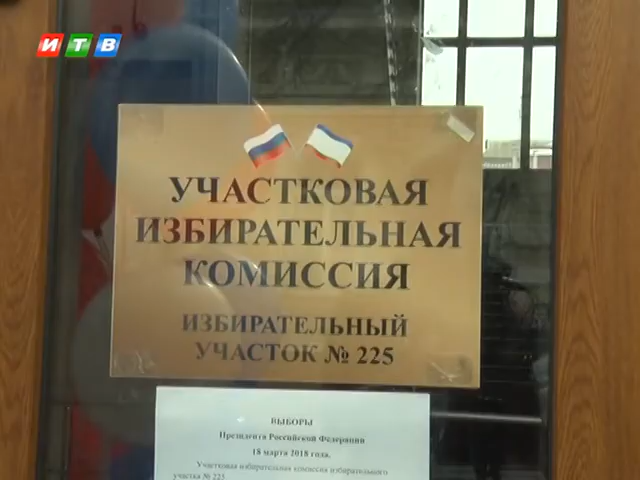 ИТВ
УЧАСТКОВАЯ
ИЗБИРАТЕЛЬНАЯ
КОМИССИЯ
ИЗБИРАТЕЛЬНЫЙ
УЧАСТОК № 225
ВЫБОРЫ
Президента Российской Федерации
18 марта 2018 года.
Участковая избирательная комиссия избирательного
участка № 225